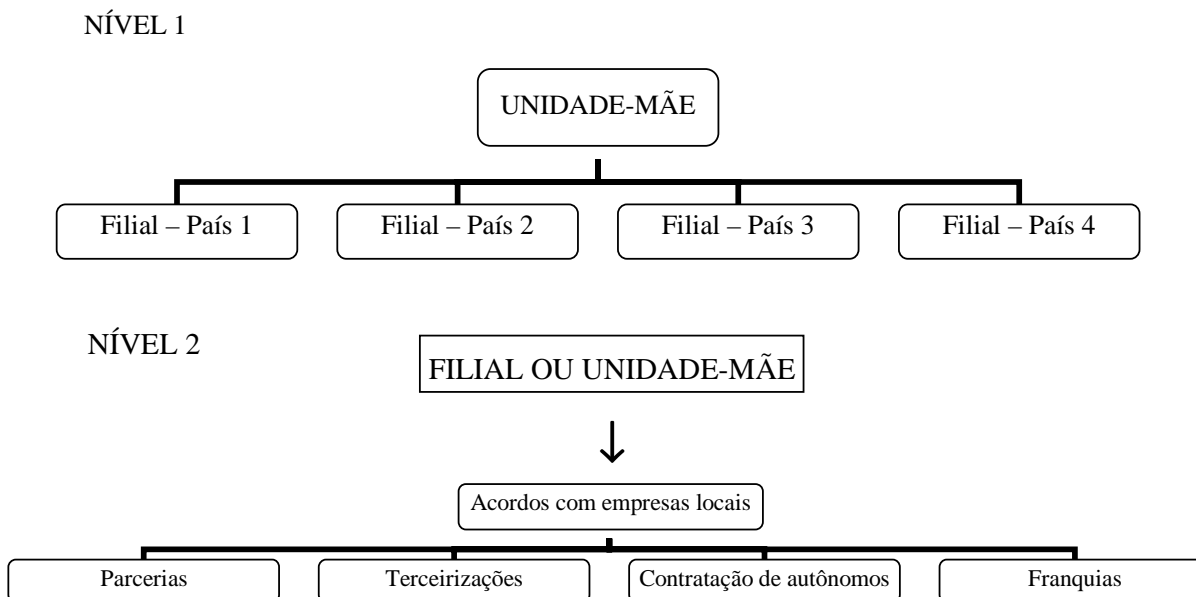 NÍVEL 1
UNIDADE-MÃE
Filial – País 1
Filial – País 2
Filial – País 3
Filial – País 4
NÍVEL 2
FILIAL OU UNIDADE-MÃE
Acordos com empresas locais
Parcerias
Terceirizações
Contratação de autônomos
Franquias